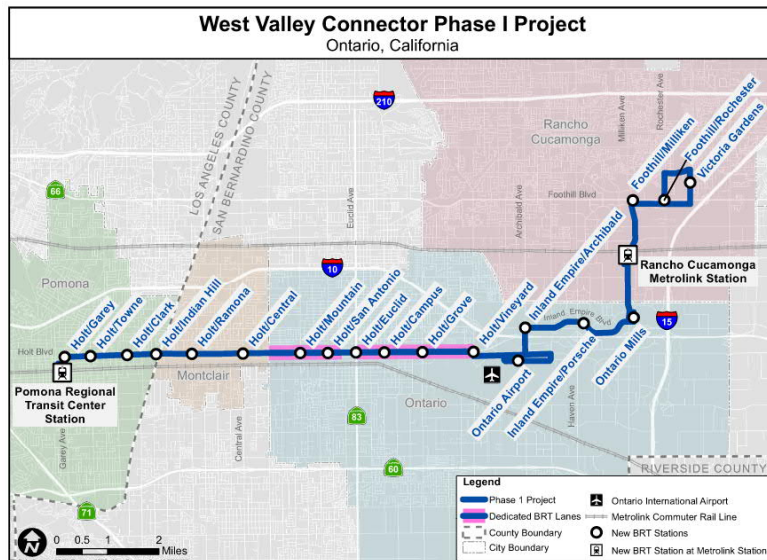 West Valley Connector Phase I Project
Ontario, California
210
Milliken Ave
Rochester Ave
Foothill/Rochester
Foothill/Milliken
Victoria Gardens
Rancho
Cucamonga
LOS ANGELES COUNTY
SAN BERNARDINO COUNTY
66
Euclid Ave
Archibald Ave
Foothill Blvd
Inland Empire/Archibald
Rancho Cucamonga
Metrolink Station
Pomona
10
Holt/Garey
Holt/Towne
Holt/Clark
Holt/Indian Hill
Holt/Ramona
Holt/Central
Holt/Mountain
Holt/San Antonio
Holt/Euclid
Holt/Campus
Holt/Grove
Holt/Vineyard
Inland Empire Blvd
15
Holt Blvd
Montclair
Ontario
Ontario Airport
Inland Empire/Porsche
Ontario Mills
Haven Ave
Pomona Regional
Transit Center
Station
Garey Ave
Central Ave
83
60
71
RIVERSIDE COUNTY
Legend
Phase 1 Project
Dedicated BRT Lanes
County Boundary
City Boundary
Ontario International Airport
Metrolink Commuter Rail Line
New BRT Stations
New BRT Station at Metrolink Station
N
0 0.5 1 2
Miles